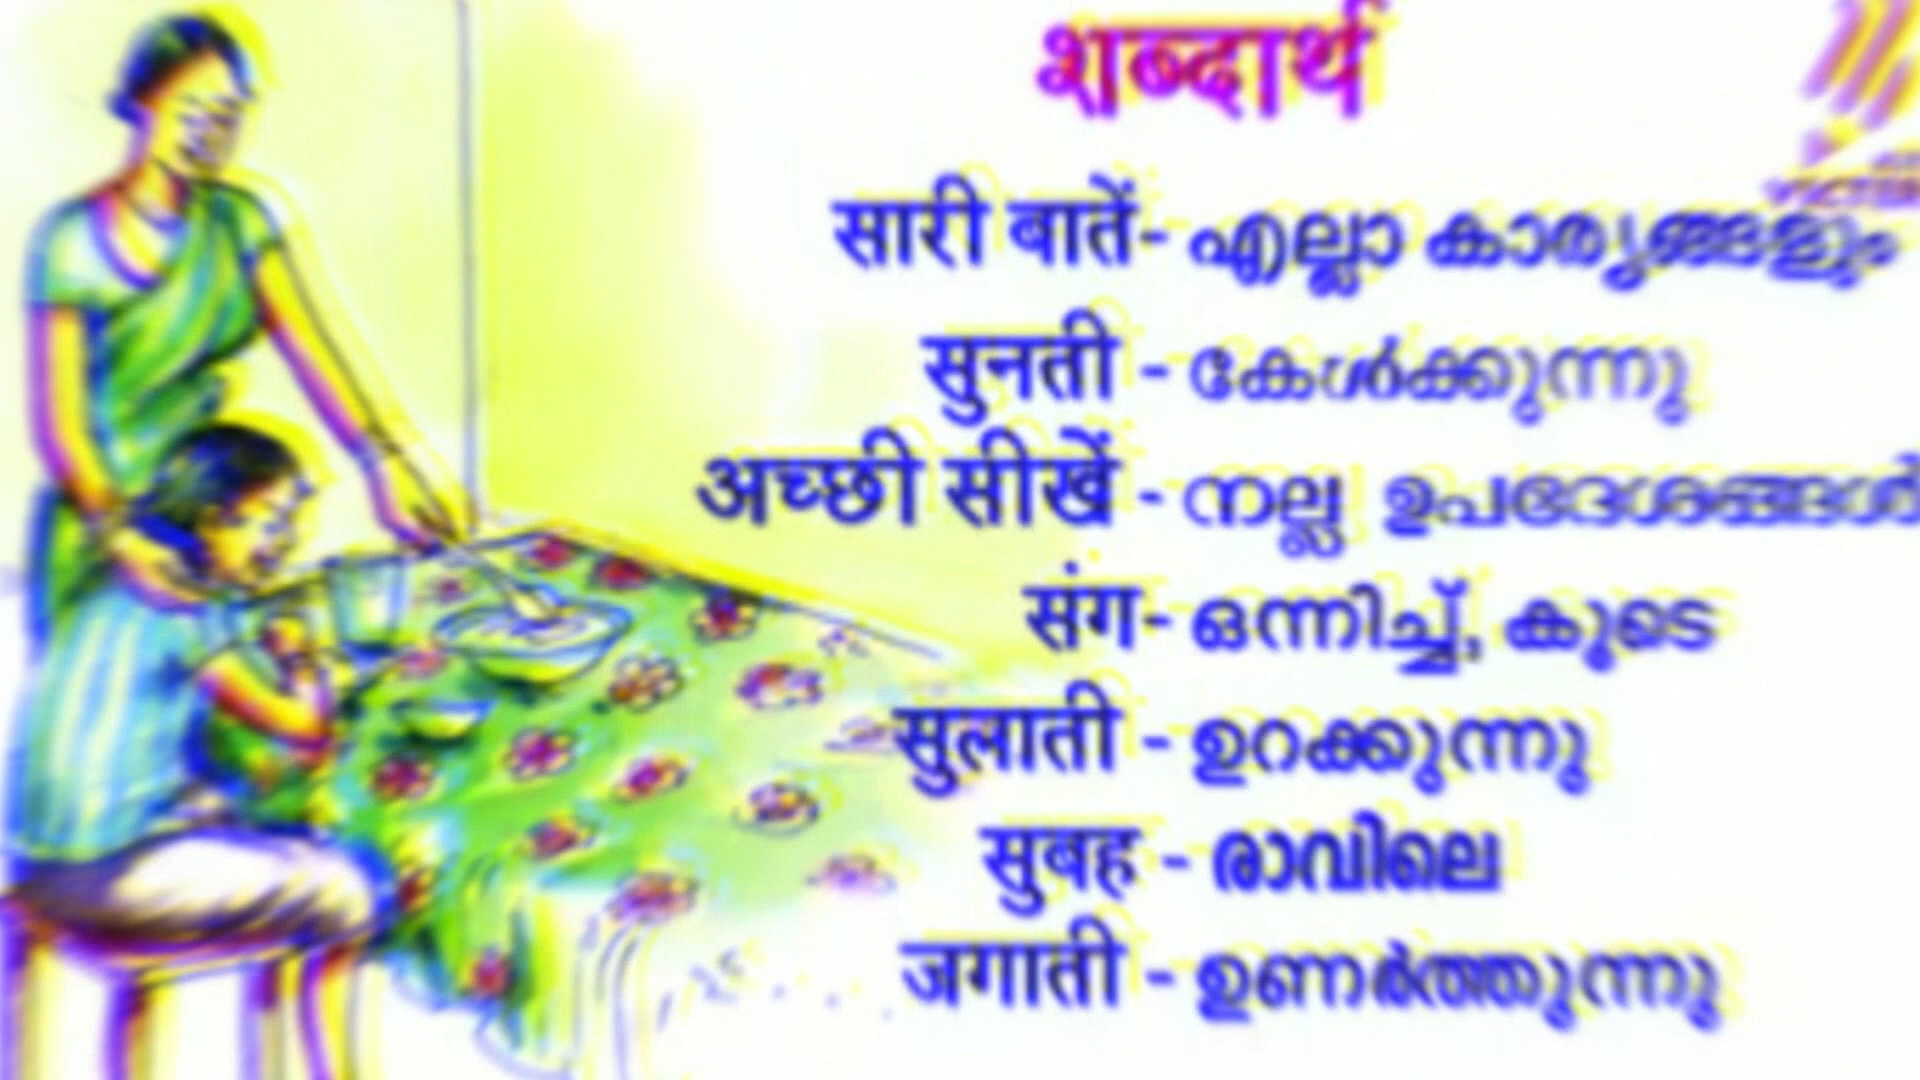 शब्दार्थ
सारी बातें- എല്ലാ കാര്യങ്ങളും
सुनती - കേൾക്കുന്നു
अच्छी सीखें - നല്ല ഉപദേശങ്ങൾ
संग- ഒന്നിച്ച്, കൂടെ
सुलाती - ഉറക്കുന്നു
सुबह - രാവിലെ
जगाती - ഉണർത്തുന്നു